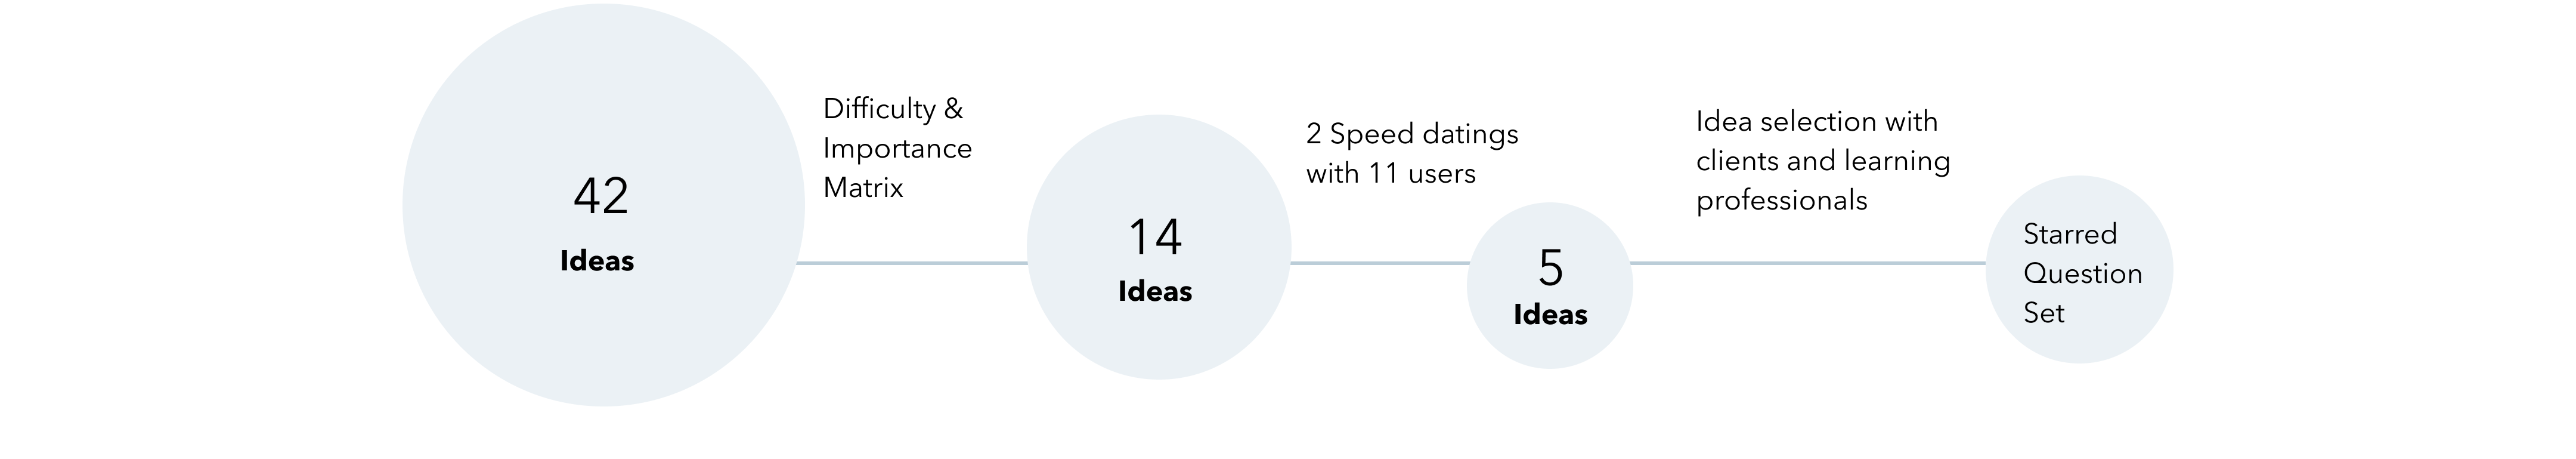 42
Ideas
Difficulty &
Importance
Matrix
14
Ideas
2 Speed datings
with 11 users
5
Ideas
Idea selection with
clients and learning
professionals
Starred
Question
Set